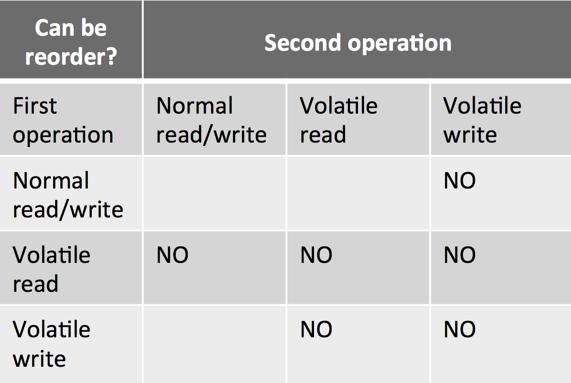 Can be reorder? Second operation
First operation Normal read/write Volatile read Volatile write
Normal read/write NO
Volatile read NO NO NO
Volatile write NO NO